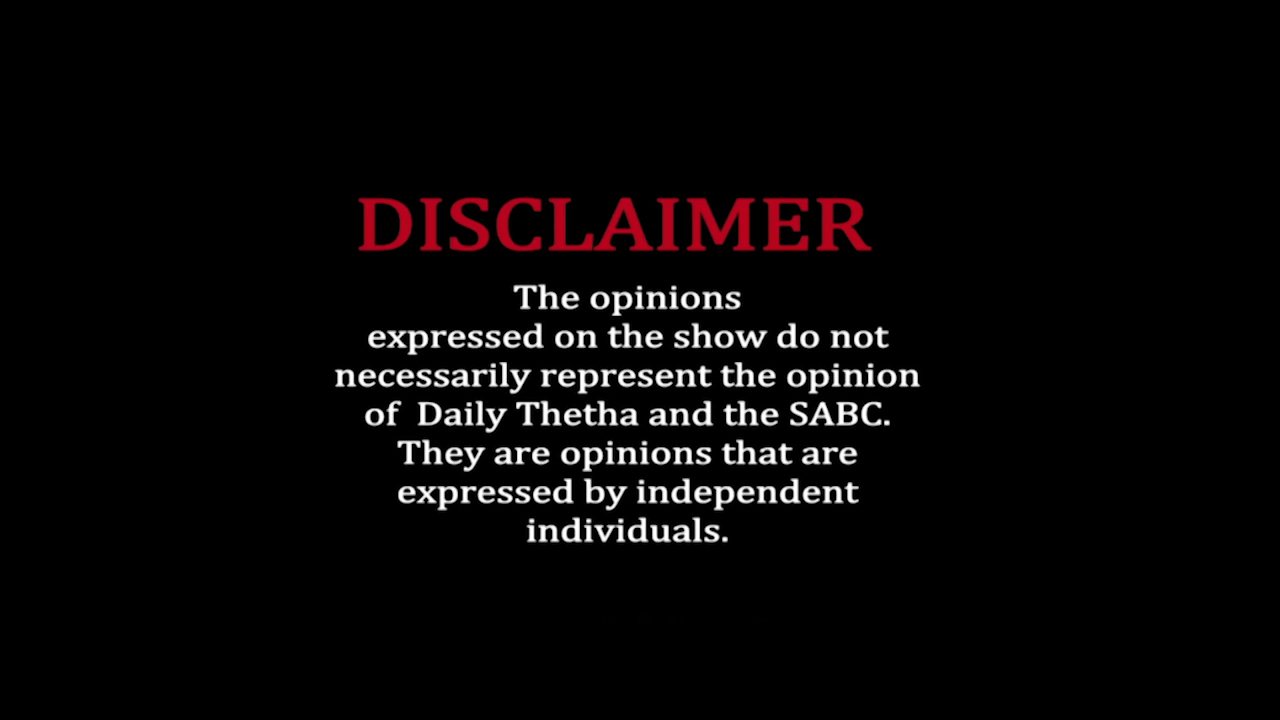 DISCLAIMER
The opinions
expressed on the show do not
necessarily represent the opinion
of  Daily Thetha and the SABC.
They are opinions that are
expressed by independent
individuals.